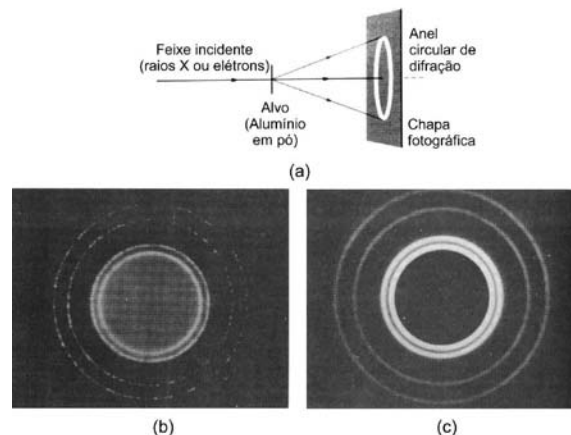 Feixe incidente
(raios X ou elétrons)
Alvo
(Alumínio
em pó)
Anel
circular de
difração
Chapa
fotográfica
(a)
(b)
(c)